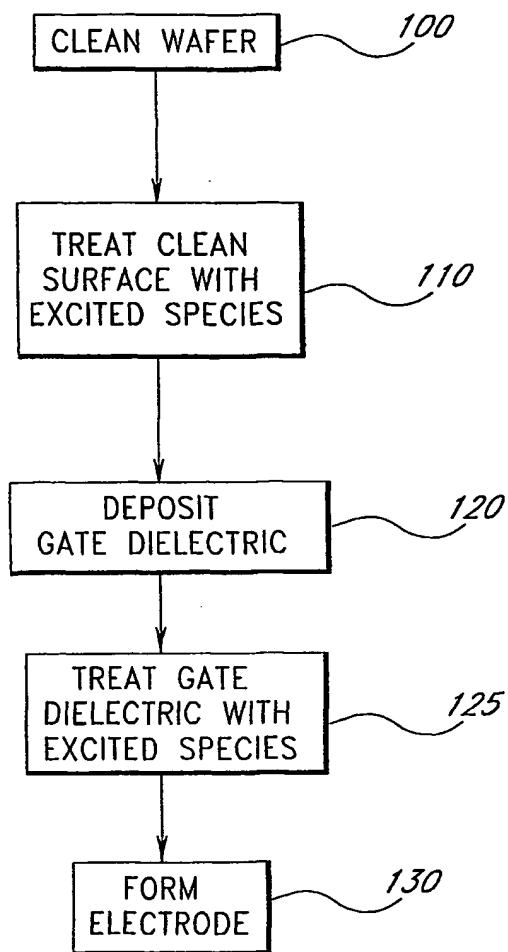 CLEAN WAFER
100
TREAT CLEAN
SURFACE WITH
EXCITED SPECIES
110
DEPOSIT
GATE DIELECTRIC
120
TREAT GATE
DIELECTRIC WITH
EXCITED SPECIES
125
FORM
ELECTRODE
130